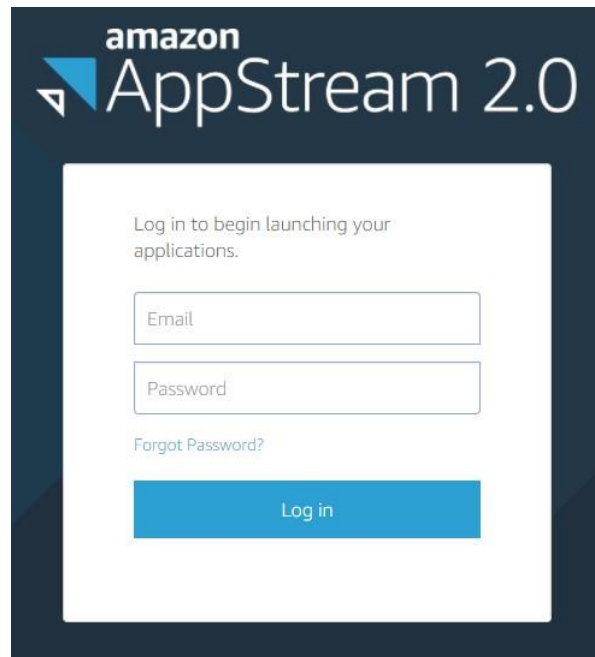 amazon
AppStream 2.0
Log in to begin launching your
applications.
Email
Password
Forgot Password?
Log in